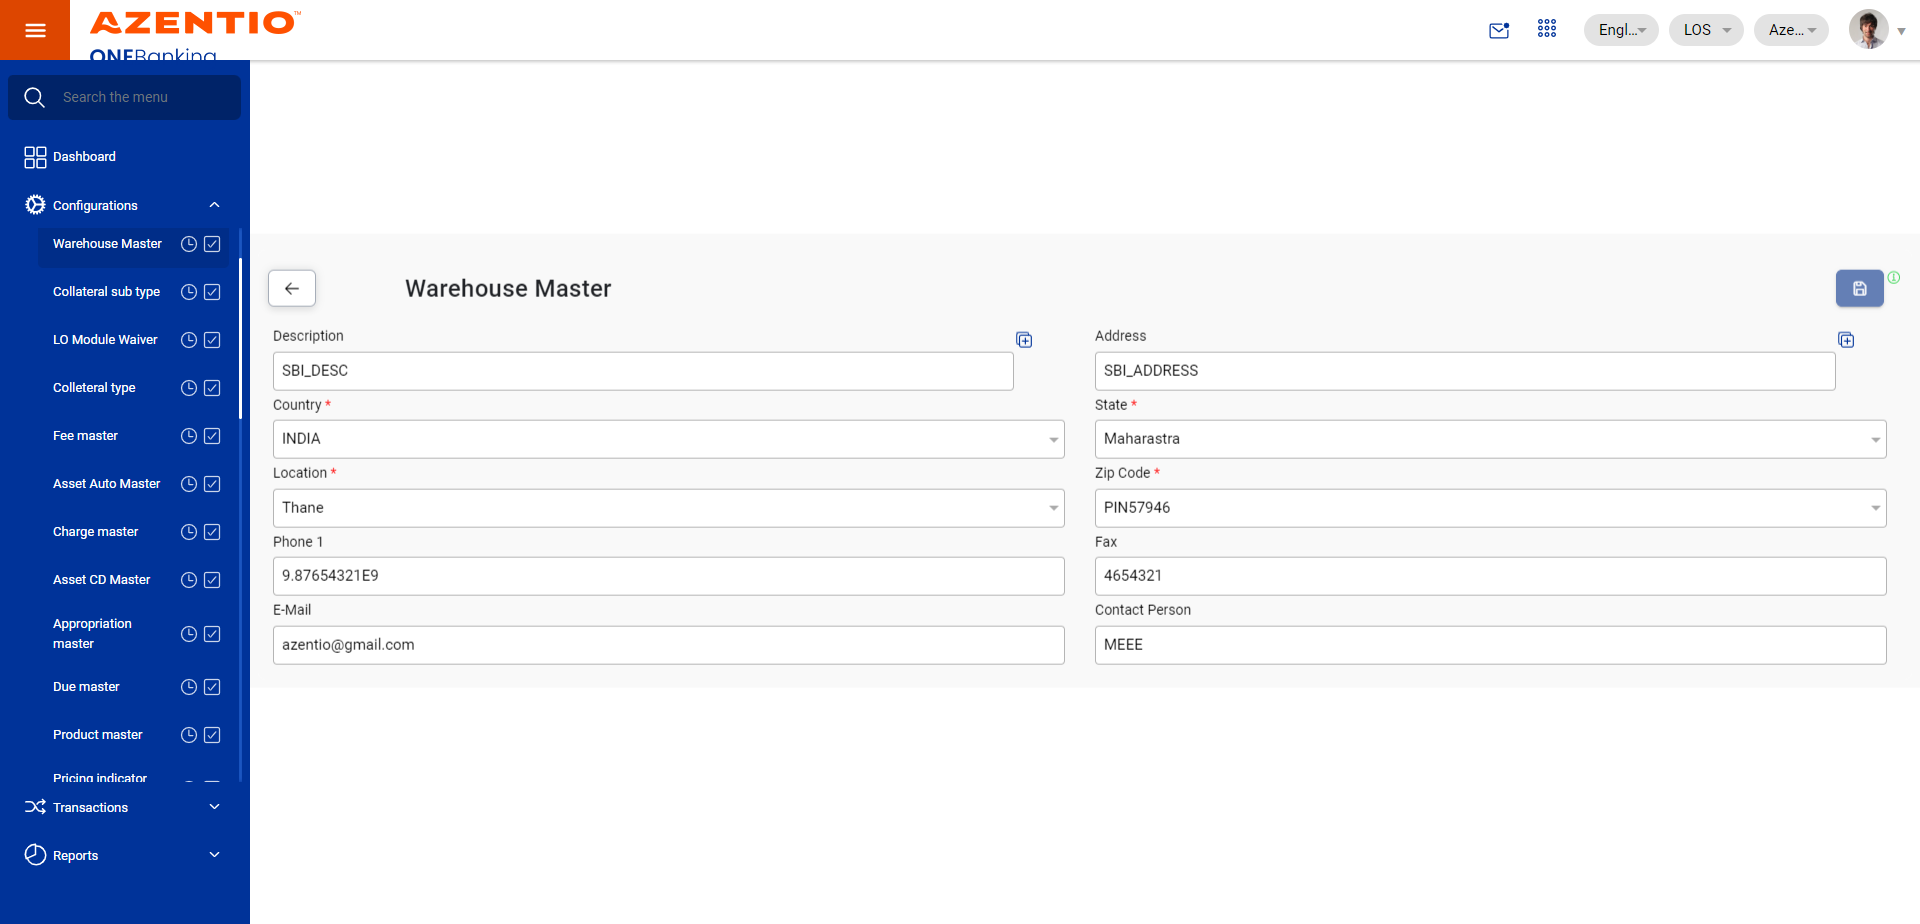 AZENTIO™
ONEBanking
Engl...
LOS
Aze...
Search the menu
Dashboard
Configurations
Warehouse Master
Collateral sub type
LO Module Waiver
Colleteral type
Fee master
Asset Auto Master
Charge master
Asset CD Master
Appropriation
master
Due master
Product master
Pricing indicator
Transactions
Reports
Warehouse Master
Description
SBI_DESC
Address
SBI_ADDRESS
Country *
INDIA
State *
Maharastra
Location *
Thane
Zip Code *
PIN57946
Phone 1
9.87654321E9
Fax
4654321
E-Mail
azentio@gmail.com
Contact Person
MEEE